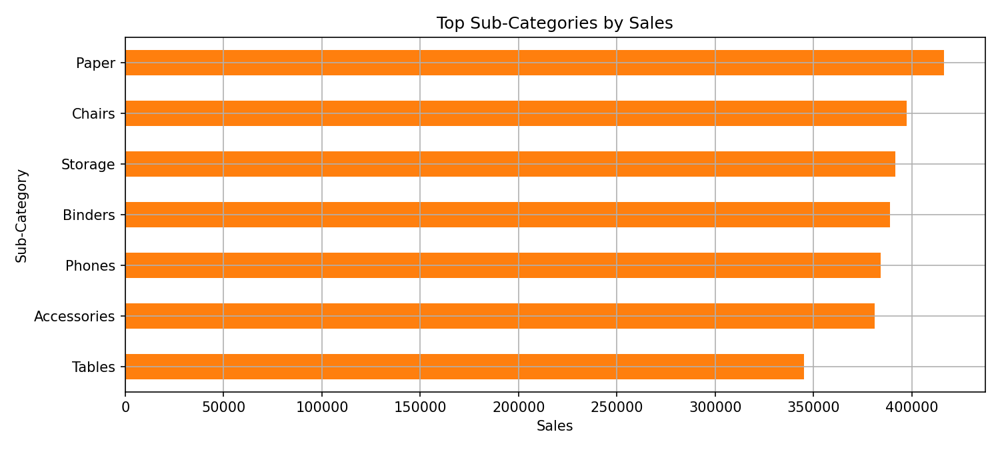 Top Sub-Categories by Sales
Sub-Category
Paper
Chairs
Storage
Binders
Phones
Accessories
Tables
0 50000 100000 150000 200000 250000 300000 350000 400000
Sales